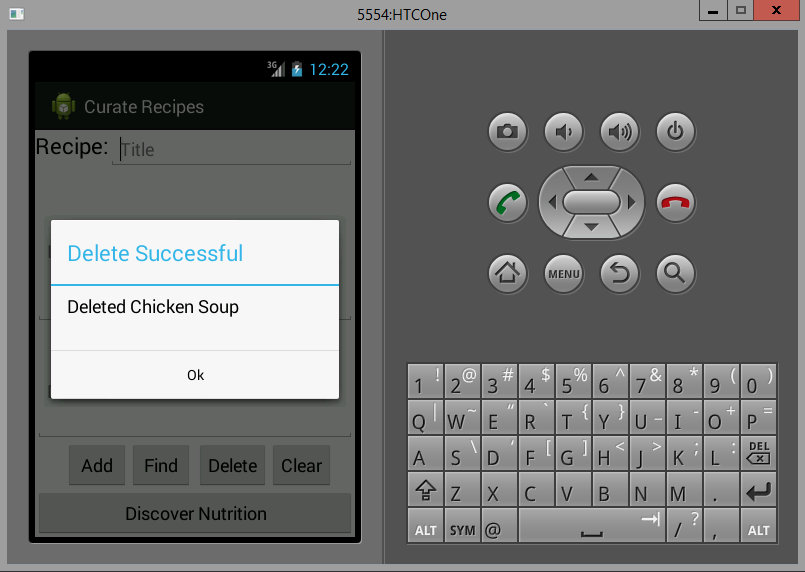 5554:HTCOne
3G 12:22
Curate Recipes
Recipe: Title
Delete Successful
Deleted Chicken Soup
Ok
Add Find Delete Clear
Discover Nutrition
MENU
1 ! 2 @ 3 # 4 $ 5 % 6 ^ 7 & 8 * 9 ( 0 )
Q | W ~ E “ R ` T { Y } U _ I - O + P =
A S \ D ‘ F [ G ] H < J > K ; L : DEL
Z X C V B N M .
ALT SYM @ / ? , ALT